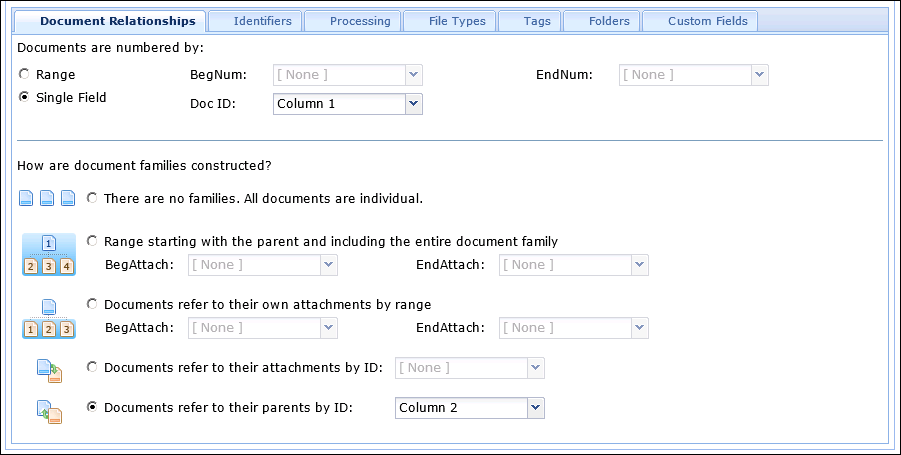 Document Relationships Identifiers Processing File Types Tags Folders Custom Fields
Documents are numbered by:
Range BegNum: [ None ] EndNum: [ None ]
Single Field Doc ID: Column 1
How are document families constructed?
There are no families. All documents are individual.
1
Range starting with the parent and including the entire document family
2 3 4 BegAttach: [ None ] EndAttach: [ None ]
Documents refer to their own attachments by range
1 2 3 BegAttach: [ None ] EndAttach: [ None ]
Documents refer to their attachments by ID: [ None ]
Documents refer to their parents by ID: Column 2